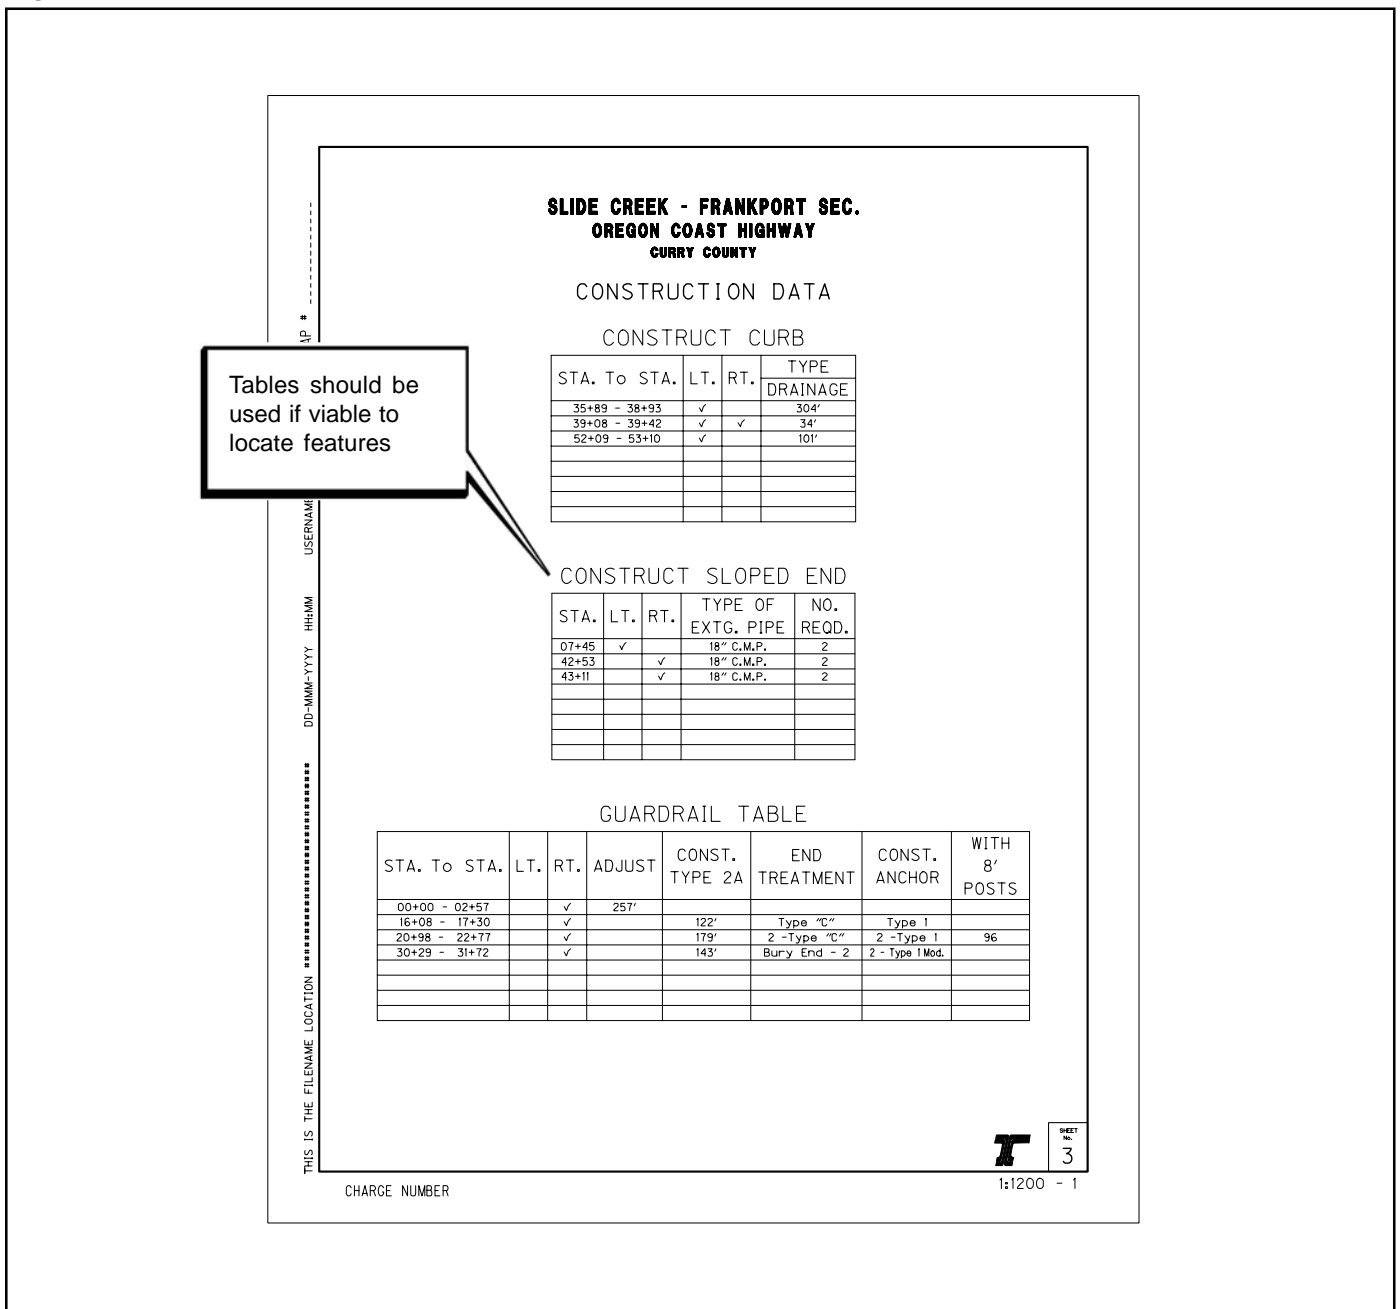 SLIDE CREEK - FRANKPORT SEC.
OREGON COAST HIGHWAY
CURRY COUNTY
CONSTRUCTION DATA
CONSTRUCT CURB
STA. To STA. LT. RT. TYPE
DRAINAGE
35+89 - 38+93 ✓ 304′
39+08 - 39+42 ✓ ✓ 34′
52+09 - 53+10 ✓ 101′
Tables should be
used if viable to
locate features
CONSTRUCT SLOPED END
STA. LT. RT. TYPE OF EXTG. PIPE NO. REQD.
07+45 ✓ 18″ C.M.P. 2
42+53 ✓ 18″ C.M.P. 2
43+11 ✓ 18″ C.M.P. 2
GUARDRAIL TABLE
STA. To STA. LT. RT. ADJUST CONST. TYPE 2A END TREATMENT CONST. ANCHOR WITH 8′ POSTS
00+00 - 02+57 ✓ 257′
16+08 - 17+30 ✓ 122′ Type "C" Type 1
20+98 - 22+77 ✓ 179′ 2 -Type "C" 2 -Type 1 96
30+29 - 31+72 ✓ 143′ Bury End - 2 2 - Type 1 Mod.
THIS IS THE FILENAME LOCATION DD-MMM-YYYY HH:MM
SHEET
No.
3
1:1200 - 1
CHARGE NUMBER